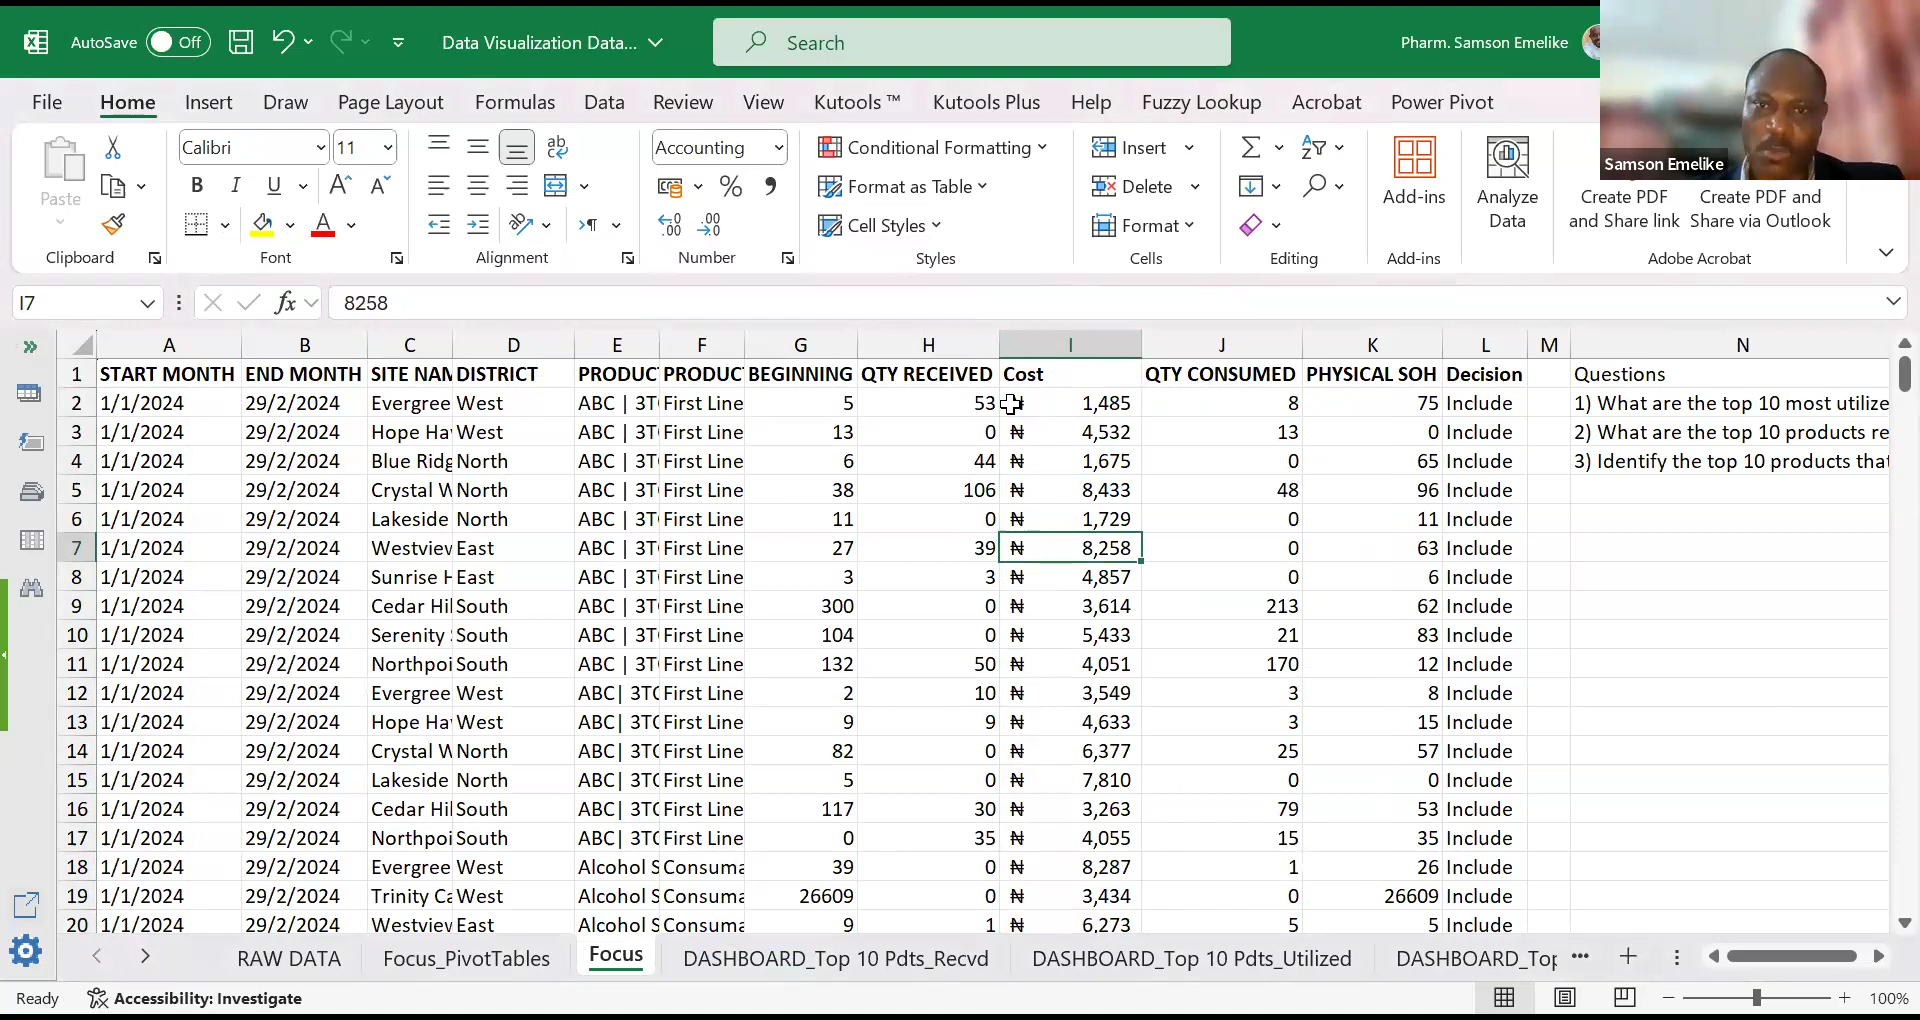 AutoSave Off Data Visualization Data... Search Pharm. Samson Emelike
File Home Insert Draw Page Layout Formulas Data Review View Kutools ™ Kutools Plus Help Fuzzy Lookup Acrobat Power Pivot
Samson Emelike
Paste Calibri 11 Accounting Conditional Formatting Insert
Format as Table Delete Add-ins Analyze Data Create PDF and Share link Create PDF and Share via Outlook
Cell Styles Format
Clipboard Font Alignment Number Styles Cells Editing Add-ins Adobe Acrobat
I7 fx 8258
A B C D E F G H I J K L M N
1 START MONTH END MONTH SITE NAM DISTRICT PRODUCT PRODUCT BEGINNING QTY RECEIVED Cost QTY CONSUMED PHYSICAL SOH Decision Questions
2 1/1/2024 29/2/2024 Evergree West ABC | 3T First Line 5 53 ₦ 1,485 8 75 Include 1) What are the top 10 most utilize
3 1/1/2024 29/2/2024 Hope Ha West ABC | 3T First Line 13 0 ₦ 4,532 13 0 Include 2) What are the top 10 products re
4 1/1/2024 29/2/2024 Blue Ridg North ABC | 3T First Line 6 44 ₦ 1,675 0 65 Include 3) Identify the top 10 products that
5 1/1/2024 29/2/2024 Crystal W North ABC | 3T First Line 38 106 ₦ 8,433 48 96 Include
6 1/1/2024 29/2/2024 Lakeside North ABC | 3T First Line 11 0 ₦ 1,729 0 11 Include
7 1/1/2024 29/2/2024 Westview East ABC | 3T First Line 27 39 ₦ 8,258 0 63 Include
8 1/1/2024 29/2/2024 Sunrise H East ABC | 3T First Line 3 3 ₦ 4,857 0 6 Include
9 1/1/2024 29/2/2024 Cedar Hil South ABC | 3T First Line 300 0 ₦ 3,614 213 62 Include
10 1/1/2024 29/2/2024 Serenity South ABC | 3T First Line 104 0 ₦ 5,433 21 83 Include
11 1/1/2024 29/2/2024 Northpoi South ABC | 3T First Line 132 50 ₦ 4,051 170 12 Include
12 1/1/2024 29/2/2024 Evergree West ABC| 3TC First Line 2 10 ₦ 3,549 3 8 Include
13 1/1/2024 29/2/2024 Hope Ha West ABC| 3TC First Line 9 9 ₦ 4,633 3 15 Include
14 1/1/2024 29/2/2024 Crystal W North ABC| 3TC First Line 82 0 ₦ 6,377 25 57 Include
15 1/1/2024 29/2/2024 Lakeside North ABC| 3TC First Line 5 0 ₦ 7,810 0 0 Include
16 1/1/2024 29/2/2024 Cedar Hil South ABC| 3TC First Line 117 30 ₦ 3,263 79 53 Include
17 1/1/2024 29/2/2024 Northpoi South ABC| 3TC First Line 0 35 ₦ 4,055 15 35 Include
18 1/1/2024 29/2/2024 Evergree West Alcohol S Consuma 39 0 ₦ 8,287 1 26 Include
19 1/1/2024 29/2/2024 Trinity Ca West Alcohol S Consuma 26609 0 ₦ 3,434 0 26609 Include
20 1/1/2024 29/2/2024 Westview East Alcohol S Consuma 9 1 ₦ 6,273 5 5 Include
RAW DATA Focus_PivotTables Focus DASHBOARD_Top 10 Pdts_Recvd DASHBOARD_Top 10 Pdts_Utilized DASHBOARD_Top ...
Ready Accessibility: Investigate 100%